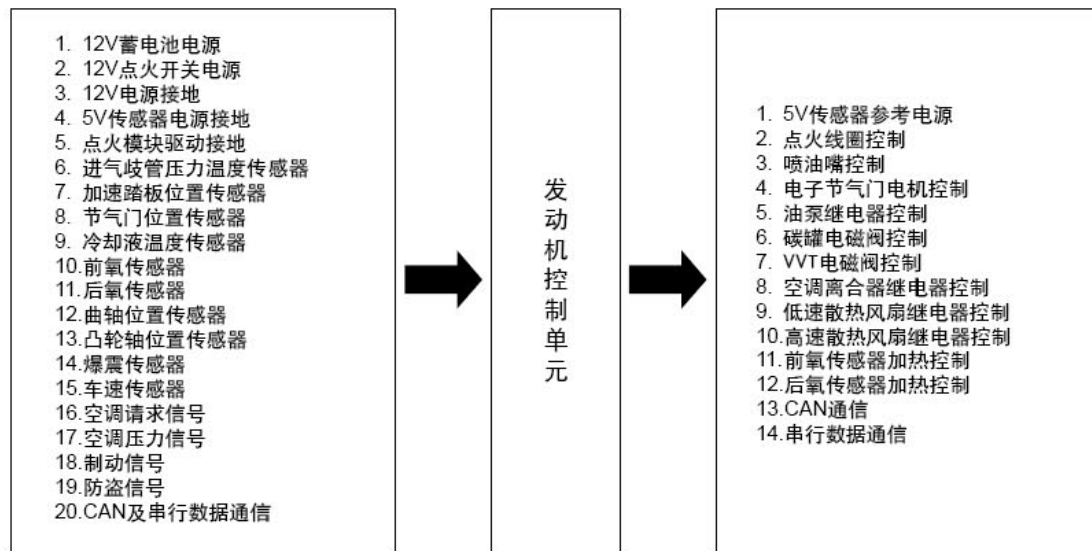 1. 12V蓄电池电源
2. 12V点火开关电源
3. 12V电源接地
4. 5V传感器电源接地
5. 点火模块驱动接地
6. 进气歧管压力温度传感器
7. 加速踏板位置传感器
8. 节气门位置传感器
9. 冷却液温度传感器
10.前氧传感器
11.后氧传感器
12.曲轴位置传感器
13.凸轮轴位置传感器
14.爆震传感器
15.车速传感器
16.空调请求信号
17.空调压力信号
18.制动信号
19.防盗信号
20.CAN及串行数据通信
发动机控制单元
1. 5V传感器参考电源
2. 点火线圈控制
3. 喷油嘴控制
4. 电子节气门电机控制
5. 油泵继电器控制
6. 碳罐电磁阀控制
7. VVT电磁阀控制
8. 空调离合器继电器控制
9. 低速散热风扇继电器控制
10.高速散热风扇继电器控制
11.前氧传感器加热控制
12.后氧传感器加热控制
13.CAN通信
14.串行数据通信